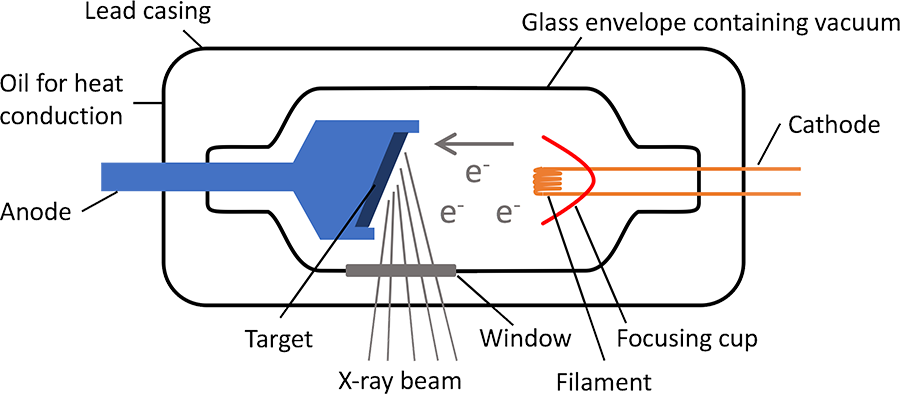 Lead casing
Glass envelope containing vacuum
Oil for heat
conduction
Cathode
e-
e- e-
Anode
Target
Window
Focusing cup
X-ray beam
Filament